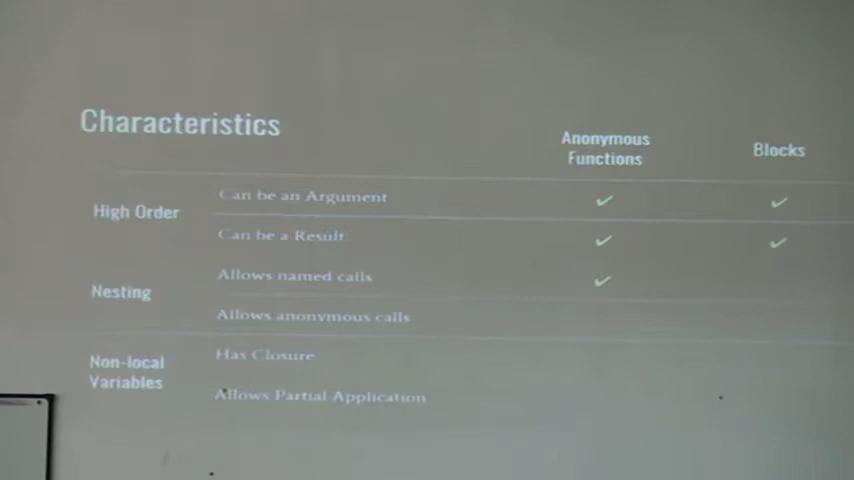 Characteristics
Anonymous
Functions
Blocks
High Order
Can be an Argument
✓ ✓
Can be a Result
✓ ✓
Nesting
Allows named calls
✓
Allows anonymous calls
Non-local
Variables
Has Closure
Allows Partial Application